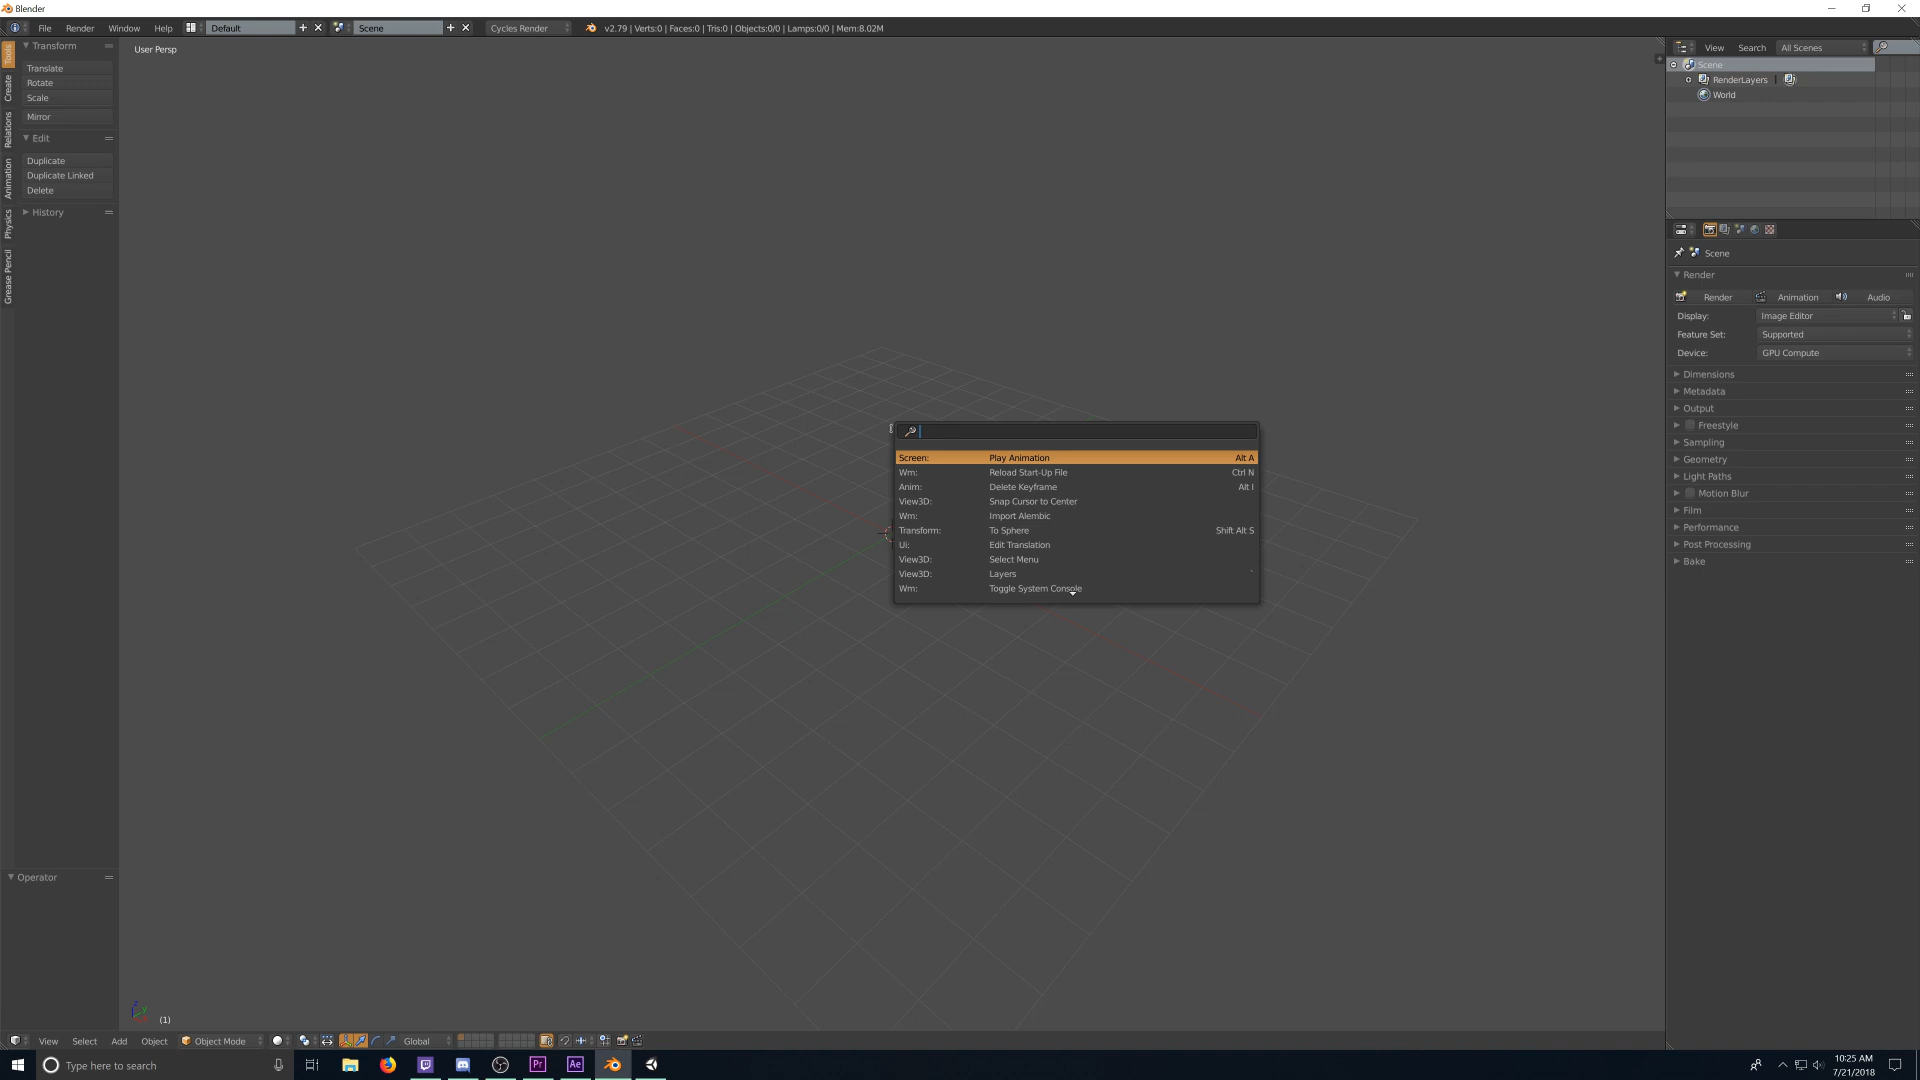 Blender
File Render Window Help Default Scene Cycles Render v2.79 | Verts:0 | Faces:0 | Tris:0 | Objects:0/0 | Lamps:0/0 | Mem:8.02M
Tools
Create
Relations
Animation
Physics
Grease Pencil
Transform
Translate
Rotate
Scale
Mirror
Edit
Duplicate
Duplicate Linked
Delete
History
Operator
User Persp
Screen: Play Animation Alt A
Wm: Reload Start-Up File Ctrl N
Anim: Delete Keyframe Alt I
View3D: Snap Cursor to Center
Wm: Import Alembic
Transform: To Sphere Shift Alt S
Ui: Edit Translation
View3D: Select Menu
View3D: Layers `
Wm: Toggle System Console
(1)
View Search All Scenes
Scene
RenderLayers |
World
Scene
Render
Render Animation Audio
Display: Image Editor
Feature Set: Supported
Device: GPU Compute
Dimensions
Metadata
Output
Freestyle
Sampling
Geometry
Light Paths
Motion Blur
Film
Performance
Post Processing
Bake
View Select Add Object Object Mode Global
Type here to search Pr Ae 10:25 AM
7/21/2018